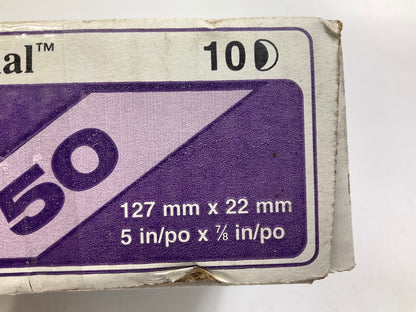 al™
10
50
127 mm x 22 mm
5 in/po x ⅞ in/po